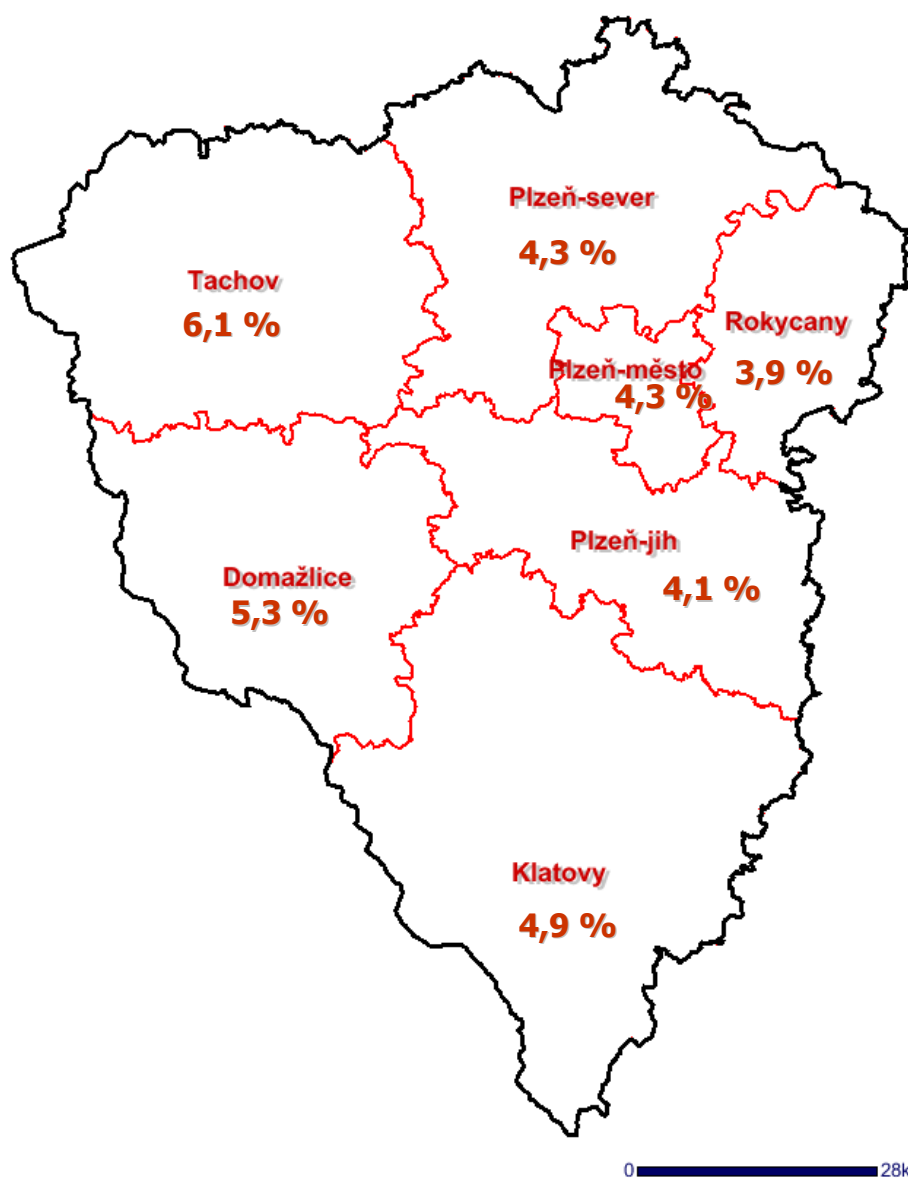 Plzeň-sever
4,3 %
Tachov
6,1 %
Rokycany
3,9 %
Plzeň-město
4,3 %
Plzeň-jih
4,1 %
Domažlice
5,3 %
Klatovy
4,9 %
0 28k